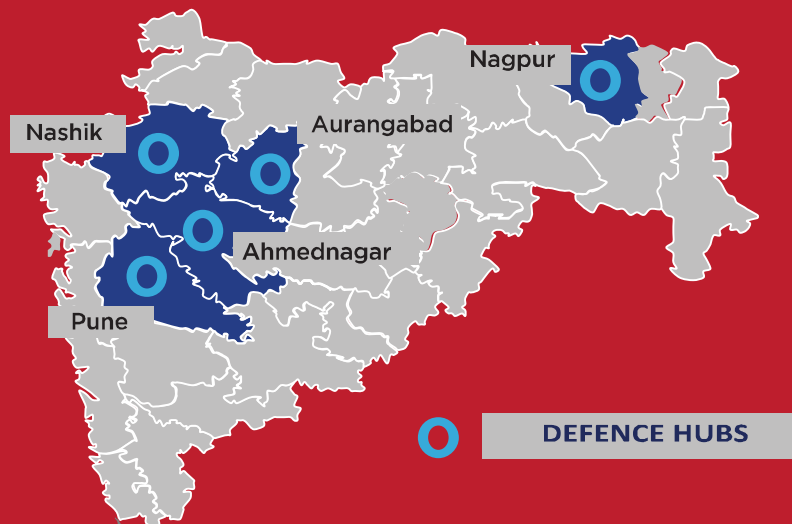 Nagpur
Nashik
Aurangabad
Ahmednagar
Pune
DEFENCE HUBS